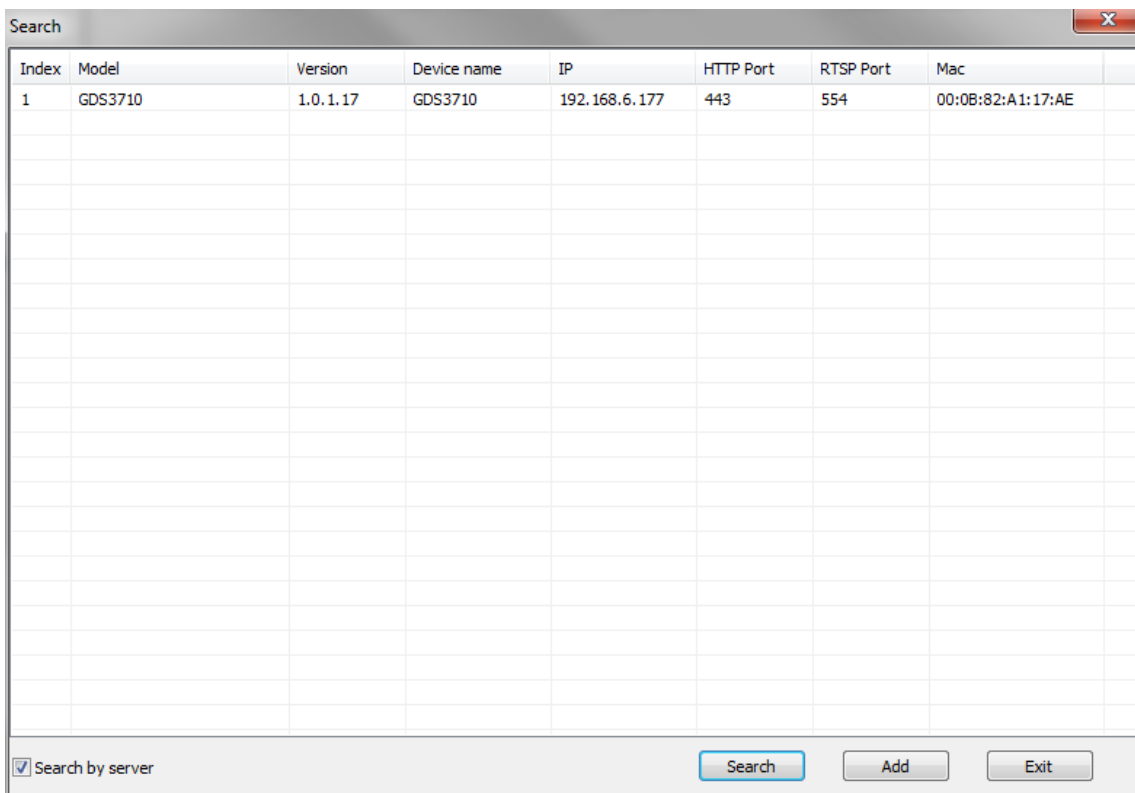 Search
Index Model Version Device name IP HTTP Port RTSP Port Mac
1 GDS3710 1.0.1.17 GDS3710 192.168.6.177 443 554 00:0B:82:A1:17:AE
Search by server Search Add Exit